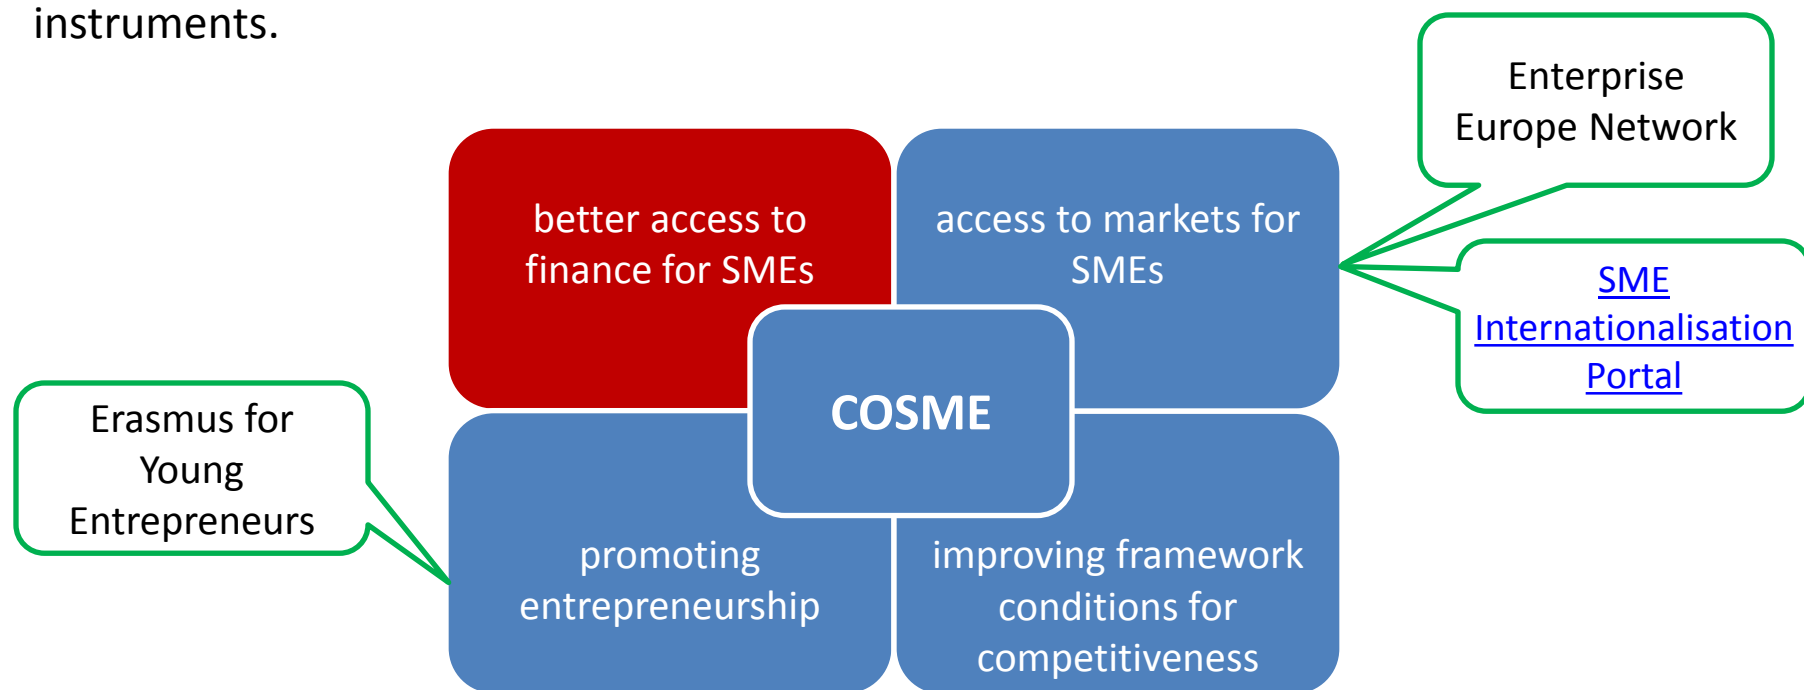 instruments.
Enterprise
Europe Network
better access to
finance for SMEs
access to markets for
SMEs
SME
Internationalisation
Portal
COSME
Erasmus for
Young
Entrepreneurs
promoting
entrepreneurship
improving framework
conditions for
competitiveness